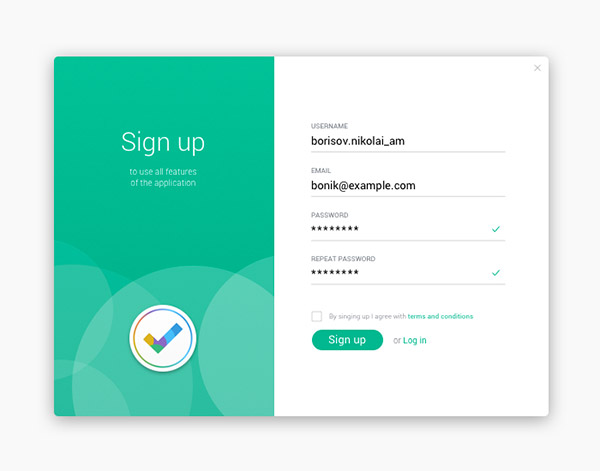 Sign up
to use all features
of the application
USERNAME
borisov.nikolai_am
EMAIL
bonik@example.com
PASSWORD
********
REPEAT PASSWORD
********
By singing up I agree with terms and conditions
Sign up or Log in